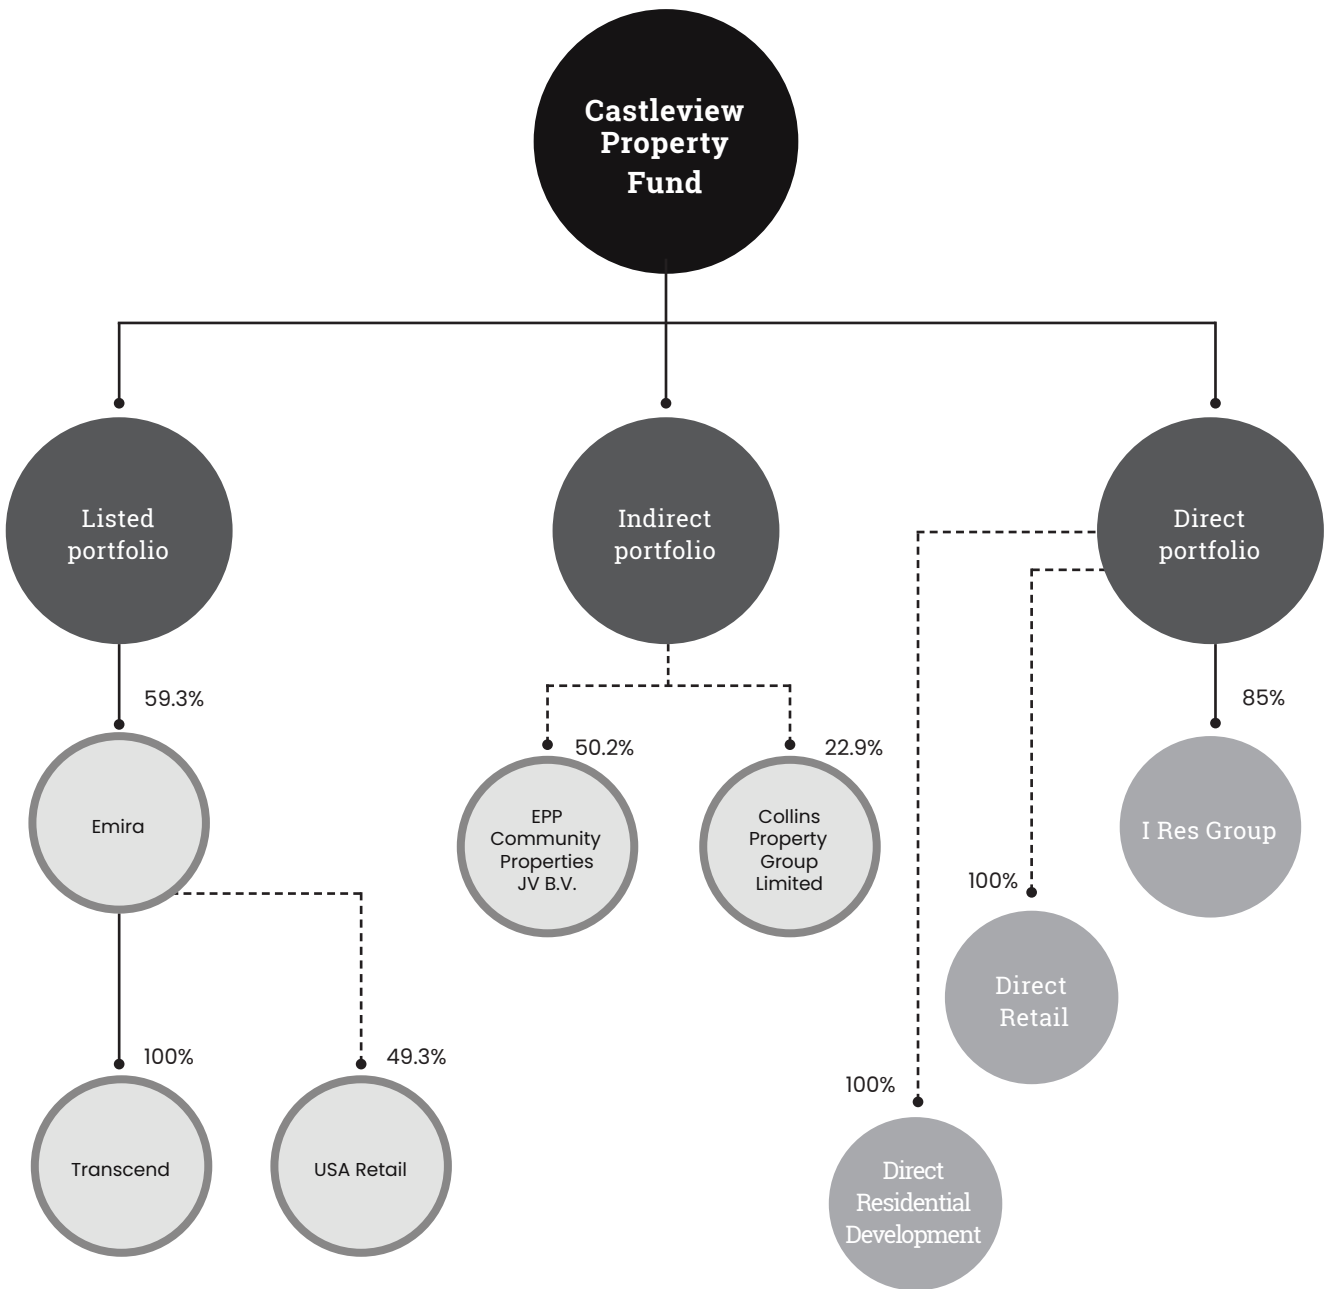 Castleview
Property
Fund
Listed
portfolio
Indirect
portfolio
Direct
portfolio
59.3%
Emira
100%
Transcend
49.3%
USA Retail
50.2%
EPP
Community
Properties
JV B.V.
22.9%
Collins
Property
Group
Limited
85%
I Res Group
100%
Direct
Retail
100%
Direct
Residential
Development